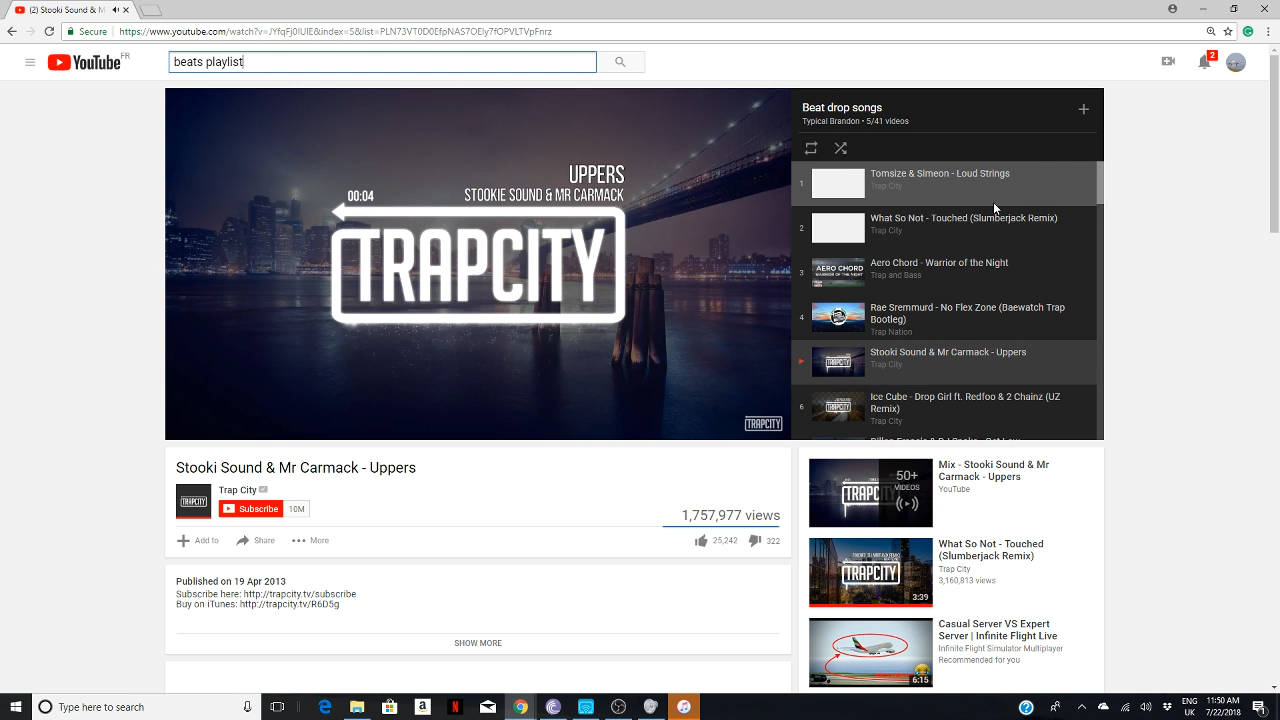 (2) Stooki Sound & M
Secure
https://www.youtube.com/watch?v=JYfqFj0IUIE&index=5&list=PLN73VT0D0EfpNAS7OEly7fOPVLTVpFnrz
YouTube FR
beats playlist
2
Beat drop songs
Typical Brandon • 5/41 videos
1
Tomsize & Simeon - Loud Strings
Trap City
2
What So Not - Touched (Slumberjack Remix)
Trap City
3
AERO CHORD
Aero Chord - Warrior of the Night
Trap and Bass
4
Rae Sremmurd - No Flex Zone (Baewatch Trap
Bootleg)
Trap Nation
Stooki Sound & Mr Carmack - Uppers
Trap City
6
Ice Cube - Drop Girl ft. Redfoo & 2 Chainz (UZ
Remix)
Trap City
UPPERS
00:04
STOOKIE SOUND & MR CARMACK
TRAPCITY
TRAPCITY
Stooki Sound & Mr Carmack - Uppers
TRAPCITY
Trap City
Subscribe 10M
1,757,977 views
Add to
Share
More
25,242
322
Published on 19 Apr 2013
Subscribe here: http://trapcity.tv/subscribe
Buy on iTunes: http://trapcity.tv/R6D5g
SHOW MORE
50+
VIDEOS
Mix - Stooki Sound & Mr
Carmack - Uppers
YouTube
TRAPCITY
3:39
What So Not - Touched
(Slumberjack Remix)
Trap City
3,160,813 views
6:15
Casual Server VS Expert
Server | Infinite Flight Live
Infinite Flight Simulator Multiplayer
Recommended for you
Type here to search
ENG
UK
11:50 AM
7/22/2018